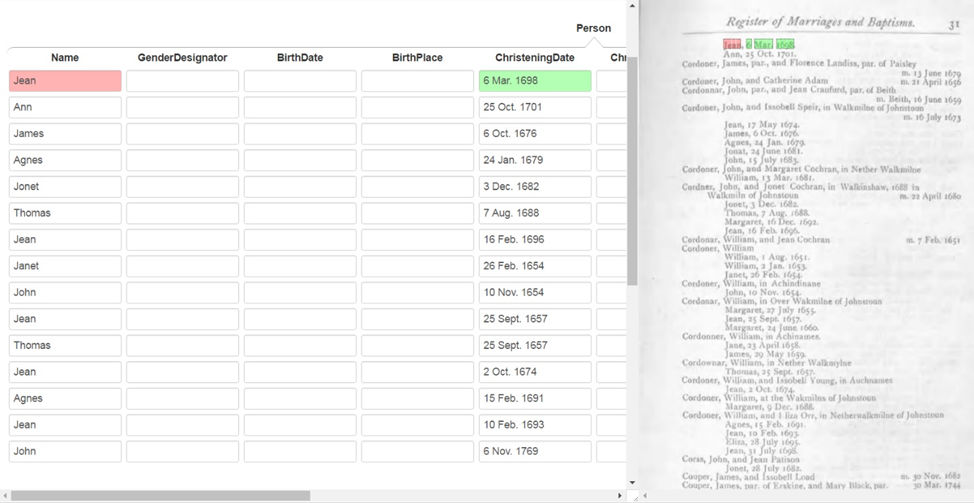 Person
Name GenderDesignator BirthDate BirthPlace ChristeningDate Ch
Jean 6 Mar. 1698
Ann 25 Oct. 1701
James 6 Oct. 1676
Agnes 24 Jan. 1679
Jonet 3 Dec. 1682
Thomas 7 Aug. 1688
Jean 16 Feb. 1696
Janet 26 Feb. 1654
John 10 Nov. 1654
Jean 25 Sept. 1657
Thomas 25 Sept. 1657
Jean 2 Oct. 1674
Agnes 15 Feb. 1691
Jean 10 Feb. 1693
John 6 Nov. 1769
Register of Marriages and Baptisms. 31
Jean, 6 Mar. 1698.
Ann, 25 Oct. 1701.
Cordoner, James, par., and Florence Landiss, par. of Paisley
m. 13 June 1679
Cordoner, John, and Catherine Adam m. 21 April 1656
Cordonnar, John, par., and Jean Craufurd, par. of Beith
m. Beith, 16 June 1659
Cordoner, John, and Issobell Speir, in Walkmilne of Johnstoun
m. 16 July 1673
Jean, 17 May 1674.
James, 6 Oct. 1676.
Agnes, 24 Jan. 1679.
Jonat, 24 June 1681.
John, 15 July 1683.
Cordoner, John, and Margaret Cochran, in Nether Walkmilne
William, 13 Mar. 1681.
Cordner, John, and Jonet Cochran, in Walkinshaw, 1688 in
Walkmiln of Johnstoun m. 22 April 1680
Jonet, 3 Dec. 1682.
Thomas, 7 Aug. 1688.
Margaret, 16 Dec. 1692.
Jean, 16 Feb. 1696.
Cordonar, William, and Jean Cochran m. 7 Feb. 1651
Cordoner, William
William, 1 Aug. 1651.
William, 2 Jan. 1653.
Janet, 26 Feb. 1654.
Cordoner, William, in Achindinane
John, 10 Nov. 1654.
Cordonar, William, in Over Wakmilne of Johnstoun
Margaret, 27 July 1655.
Jean, 25 Sept. 1657.
Margaret, 24 June 1660.
Cordooner, William, in Achinames.
Jane, 23 April 1658.
James, 29 May 1659.
Cordownar, William, in Nether Walkmylne
Thomas, 25 Sept. 1657.
Cordoner, William, and Issobell Young, in Auchnames
Jean, 2 Oct. 1674.
Cordoner, William, at the Wakmilns of Johnstoun
Margaret, 9 Dec. 1688.
Cordoner, William, and Eliza Orr, in Netherwalkmilne of Johnstoun
Agnes, 15 Feb. 1691.
Jean, 10 Feb. 1693.
Eliza, 28 July 1695.
Jean, 31 July 1698.
Corss, John, and Jean Patison
Jonet, 28 July 1682.
Cooper, James, and Issobell Load m. 30 Nov. 1682
Couper, James, par. of Erskine, and Mary Black, par. 30 Mar. 1744